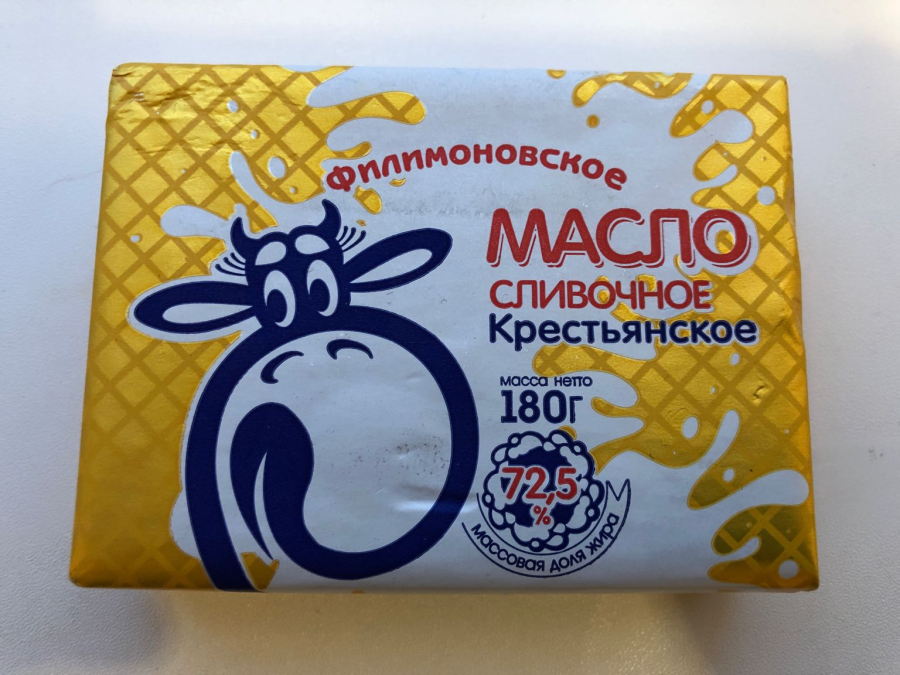 Филимоновское
МАСЛО
СЛИВОЧНОЕ
Крестьянское
масса нетто
180г
72,5
%
массовая доля жира